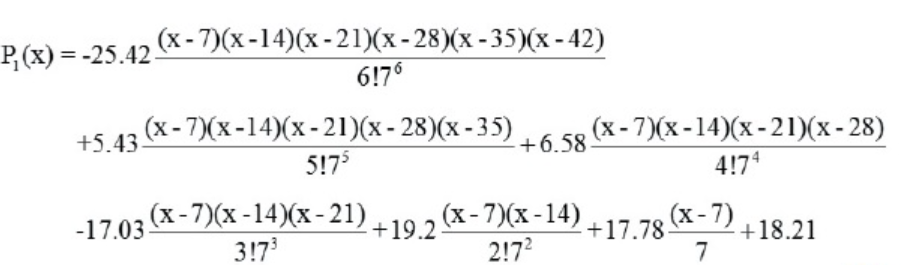 P₁(x) = -25.42 (x - 7)(x -14)(x - 21)(x - 28)(x - 35)(x - 42) / 6!7⁶
+5.43 (x - 7)(x -14)(x - 21)(x - 28)(x - 35) / 5!7⁵ +6.58 (x - 7)(x -14)(x - 21)(x - 28) / 4!7⁴
-17.03 (x - 7)(x -14)(x - 21) / 3!7³ +19.2 (x - 7)(x -14) / 2!7² +17.78 (x - 7) / 7 +18.21